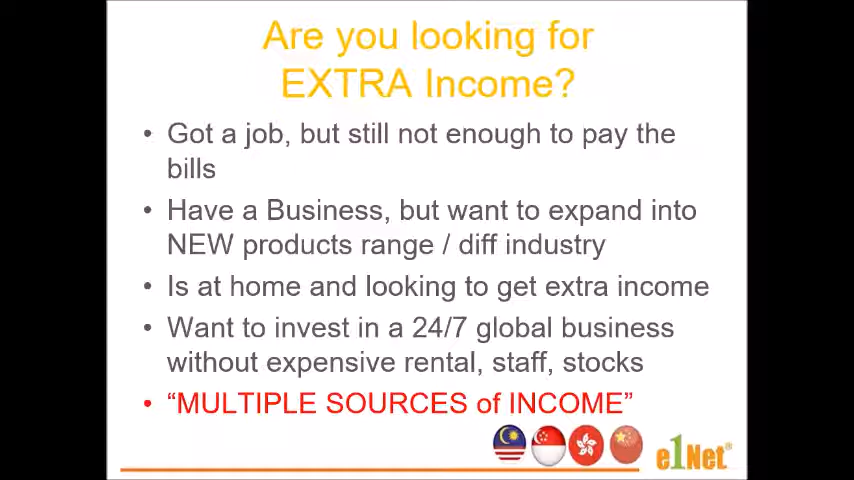 Are you looking for
EXTRA Income?
• Got a job, but still not enough to pay the
bills
• Have a Business, but want to expand into
NEW products range / diff industry
• Is at home and looking to get extra income
• Want to invest in a 24/7 global business
without expensive rental, staff, stocks
• “MULTIPLE SOURCES of INCOME”
e1Net®